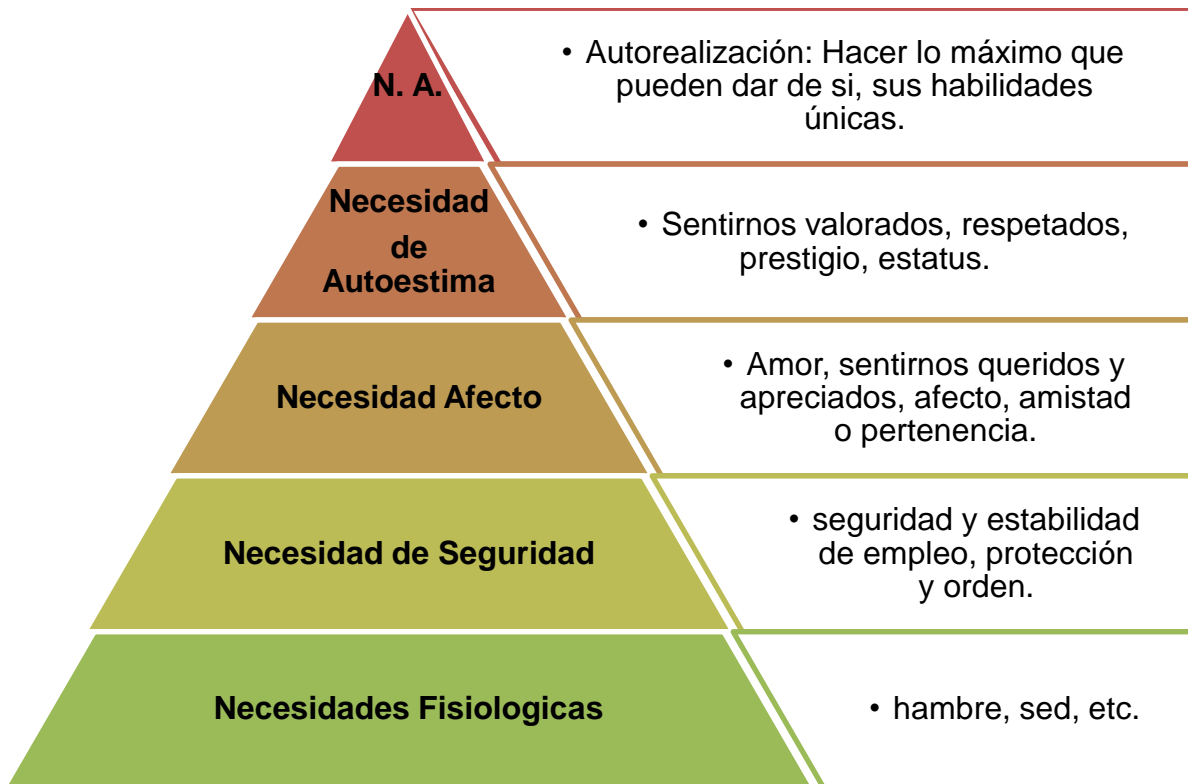 N. A.
• Autorealización: Hacer lo máximo que
pueden dar de si, sus habilidades
únicas.
Necesidad
de
Autoestima
• Sentirnos valorados, respetados,
prestigio, estatus.
Necesidad Afecto
• Amor, sentirnos queridos y
apreciados, afecto, amistad
o pertenencia.
Necesidad de Seguridad
• seguridad y estabilidad
de empleo, protección
y orden.
Necesidades Fisiologicas
• hambre, sed, etc.